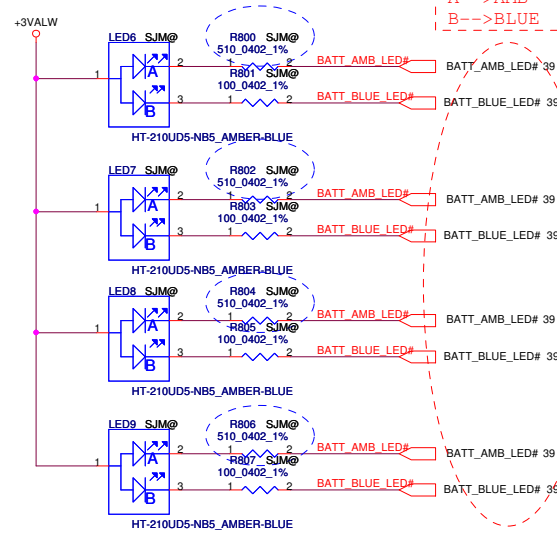 B-->BLUE
+3VALW
LED6 SJM@
R800 SJM@
510_0402_1%
1 A 2 1 2 BATT_AMB_LED# BATT_AMB_LED# 39
R801 SJM@
100_0402_1%
B 3 1 2 BATT_BLUE_LED# BATT_BLUE_LED# 39
HT-210UD5-NB5_AMBER-BLUE
LED7 SJM@
R802 SJM@
510_0402_1%
1 A 2 1 2 BATT_AMB_LED# BATT_AMB_LED# 39
R803 SJM@
100_0402_1%
B 3 1 2 BATT_BLUE_LED# BATT_BLUE_LED# 39
HT-210UD5-NB5_AMBER-BLUE
LED8 SJM@
R804 SJM@
510_0402_1%
1 A 2 1 2 BATT_AMB_LED# BATT_AMB_LED# 39
R805 SJM@
100_0402_1%
B 3 1 2 BATT_BLUE_LED# BATT_BLUE_LED# 39
HT-210UD5-NB5_AMBER-BLUE
LED9 SJM@
R806 SJM@
510_0402_1%
1 A 2 1 2 BATT_AMB_LED# BATT_AMB_LED# 39
R807 SJM@
100_0402_1%
B 3 1 2 BATT_BLUE_LED# BATT_BLUE_LED# 39
HT-210UD5-NB5_AMBER-BLUE